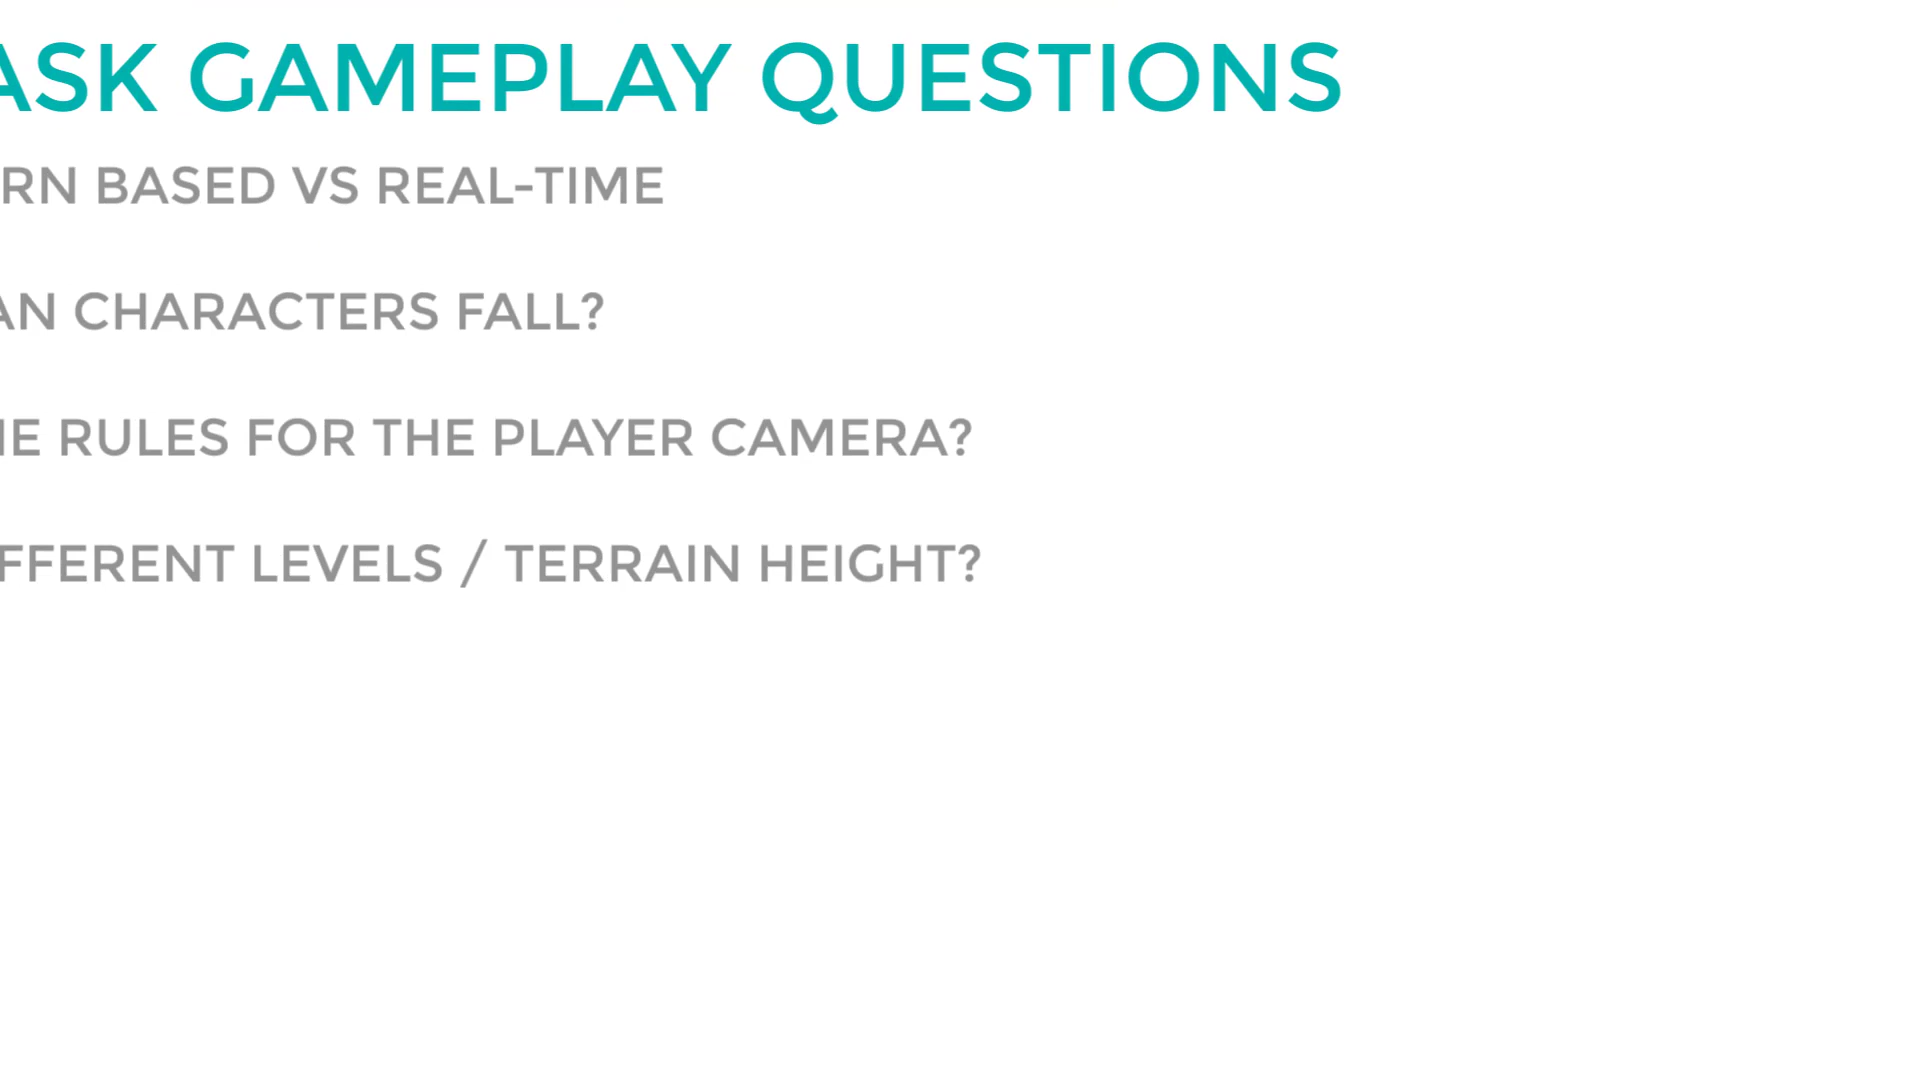 ASK GAMEPLAY QUESTIONS
RN BASED VS REAL-TIME
AN CHARACTERS FALL?
E RULES FOR THE PLAYER CAMERA?
FFERENT LEVELS / TERRAIN HEIGHT?